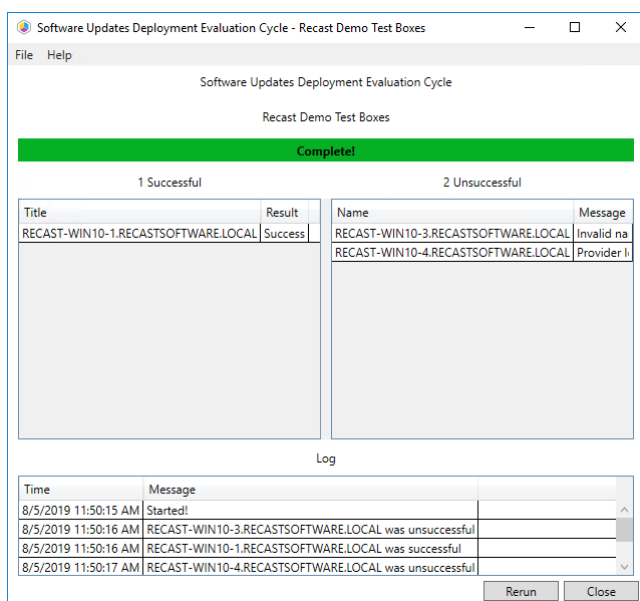 Software Updates Deployment Evaluation Cycle - Recast Demo Test Boxes
File Help
Software Updates Deployment Evaluation Cycle
Recast Demo Test Boxes
Complete!
1 Successful
2 Unsuccessful
Title Result
RECAST-WIN10-1.RECASTSOFTWARE.LOCAL Success
Name Message
RECAST-WIN10-3.RECASTSOFTWARE.LOCAL Invalid na
RECAST-WIN10-4.RECASTSOFTWARE.LOCAL Provider l
Log
Time Message
8/5/2019 11:50:15 AM Started!
8/5/2019 11:50:16 AM RECAST-WIN10-3.RECASTSOFTWARE.LOCAL was unsuccessful
8/5/2019 11:50:16 AM RECAST-WIN10-1.RECASTSOFTWARE.LOCAL was successful
8/5/2019 11:50:17 AM RECAST-WIN10-4.RECASTSOFTWARE.LOCAL was unsuccessful
Rerun Close